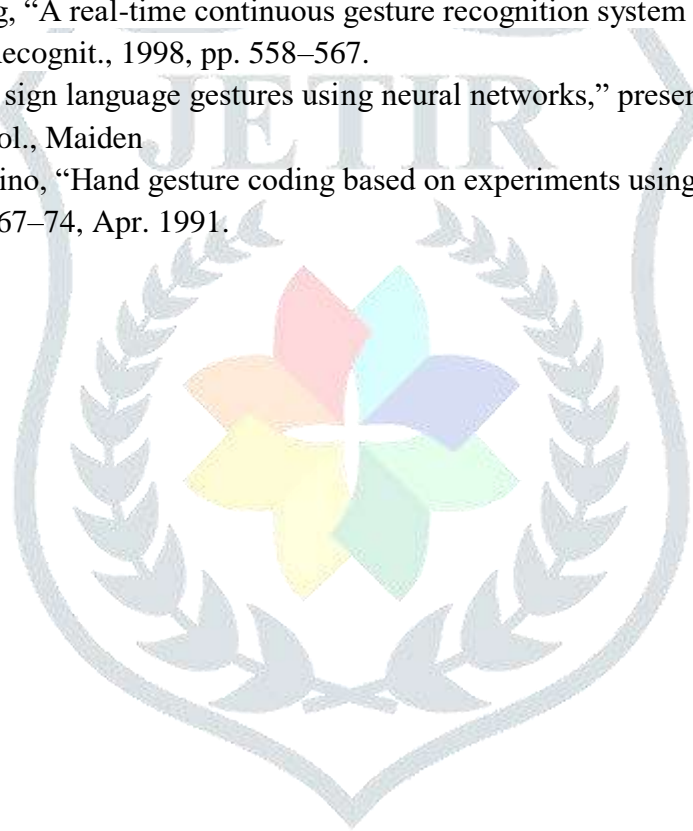 g, “A real-time continuous gesture recognition system
ecognit., 1998, pp. 558–567.
sign language gestures using neural networks,” presen
ol., Maiden
ino, “Hand gesture coding based on experiments using
67–74, Apr. 1991.
JETIR